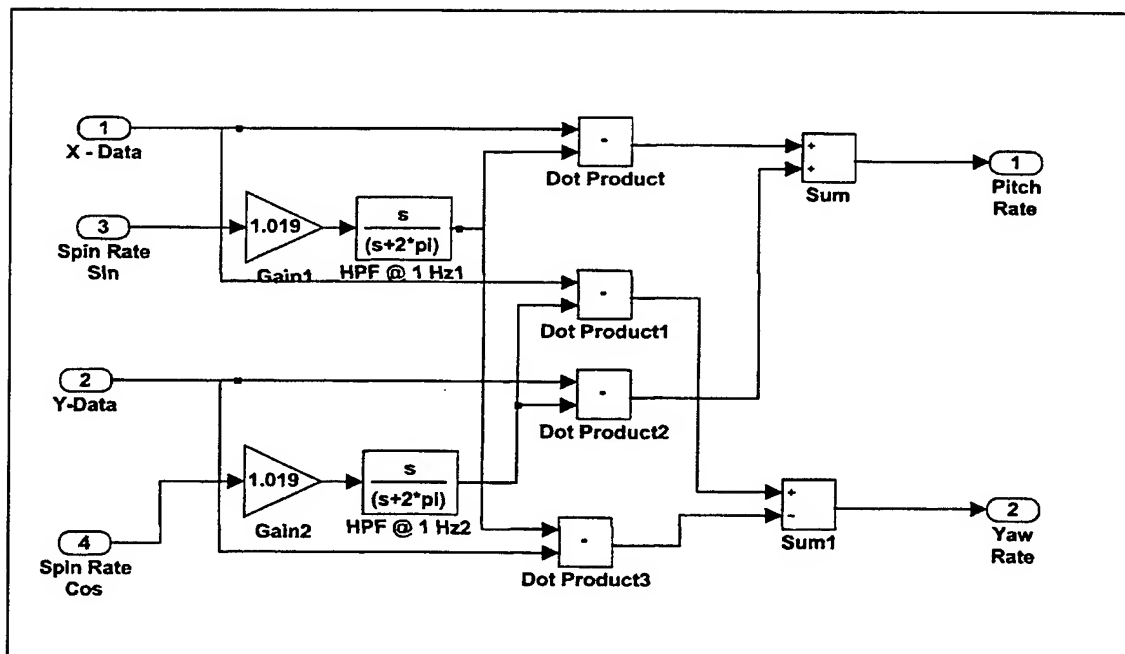 1
X - Data
3
Spin Rate
Sin
1.019
Gain1
s
(s+2*pi)
HPF @ 1 Hz1
-
Dot Product
+
+
Sum
1
Pitch
Rate
-
Dot Product1
2
Y-Data
-
Dot Product2
4
Spin Rate
Cos
1.019
Gain2
s
(s+2*pi)
HPF @ 1 Hz2
-
Dot Product3
+
−
Sum1
2
Yaw
Rate